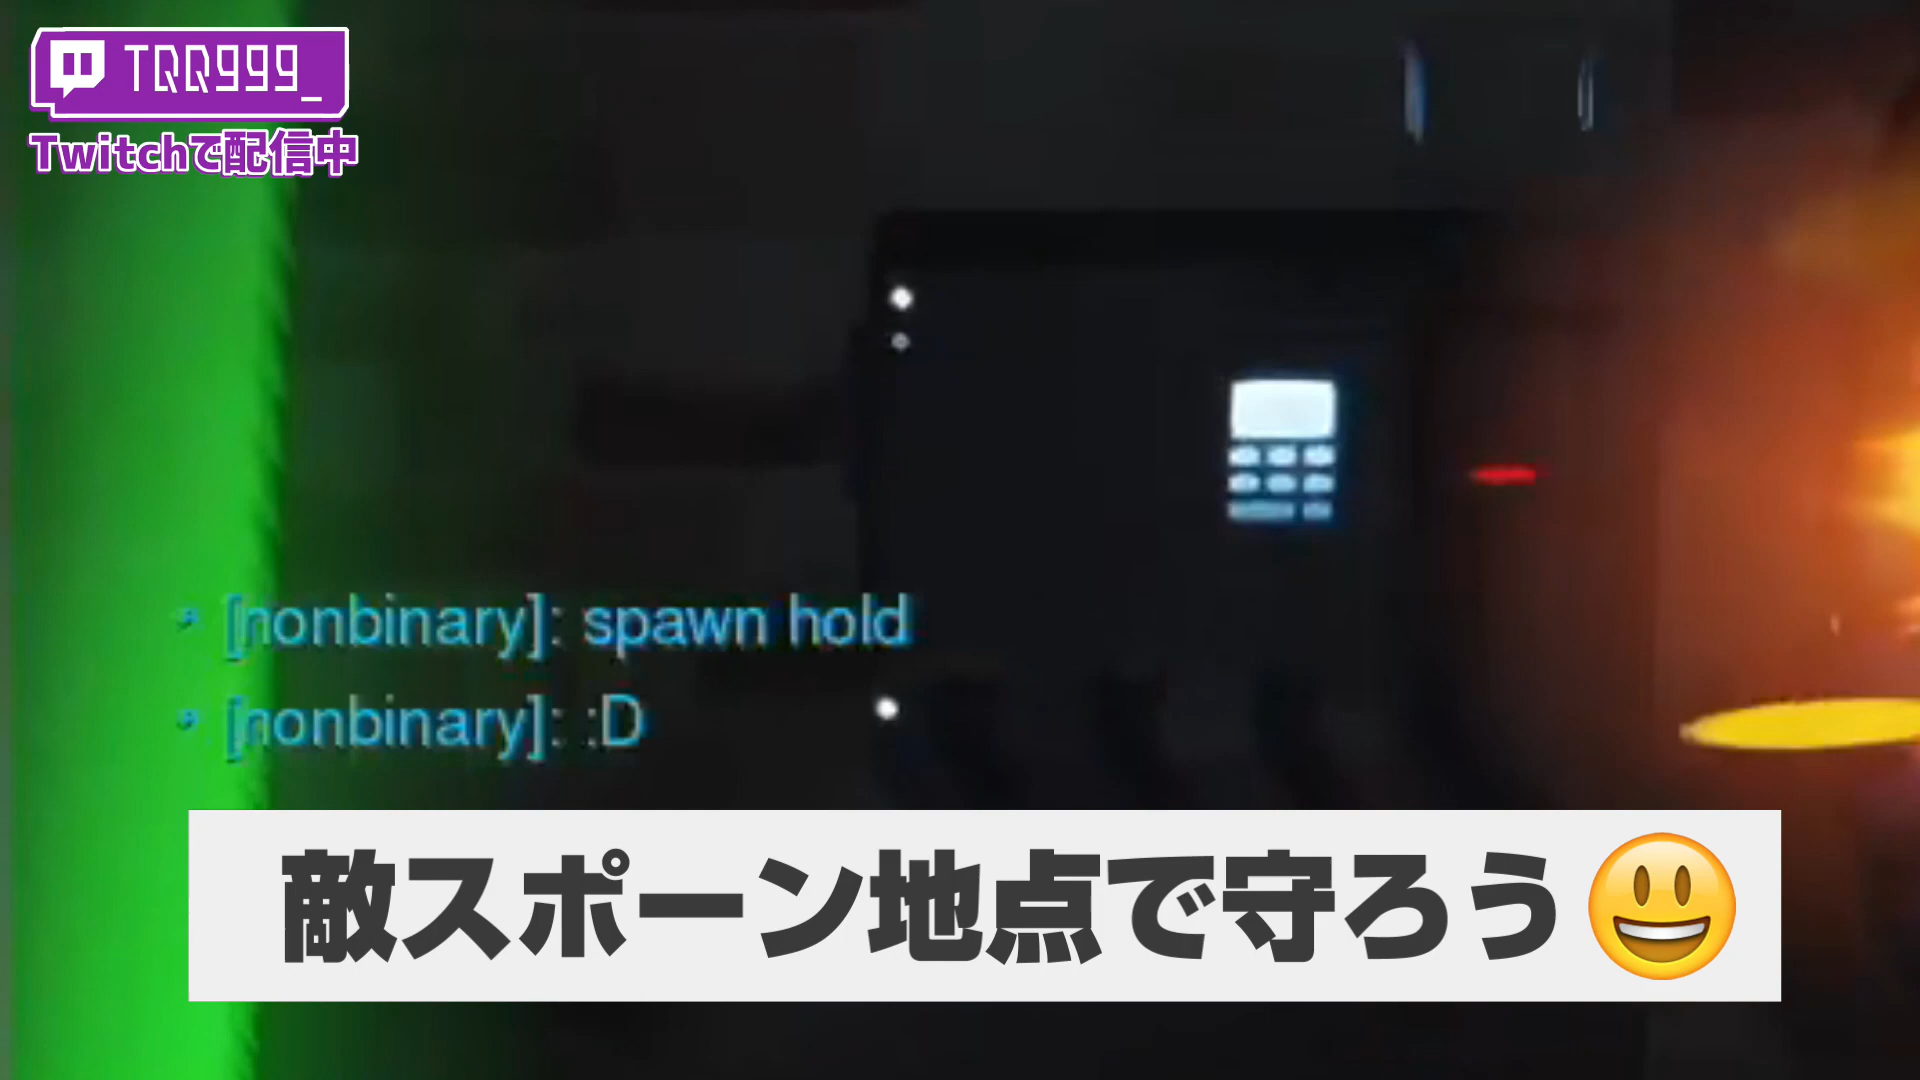 TQQ999_
Twitchで配信中
[nonbinary]: spawn hold
[nonbinary]: :D
敵スポーン地点で守ろう😃